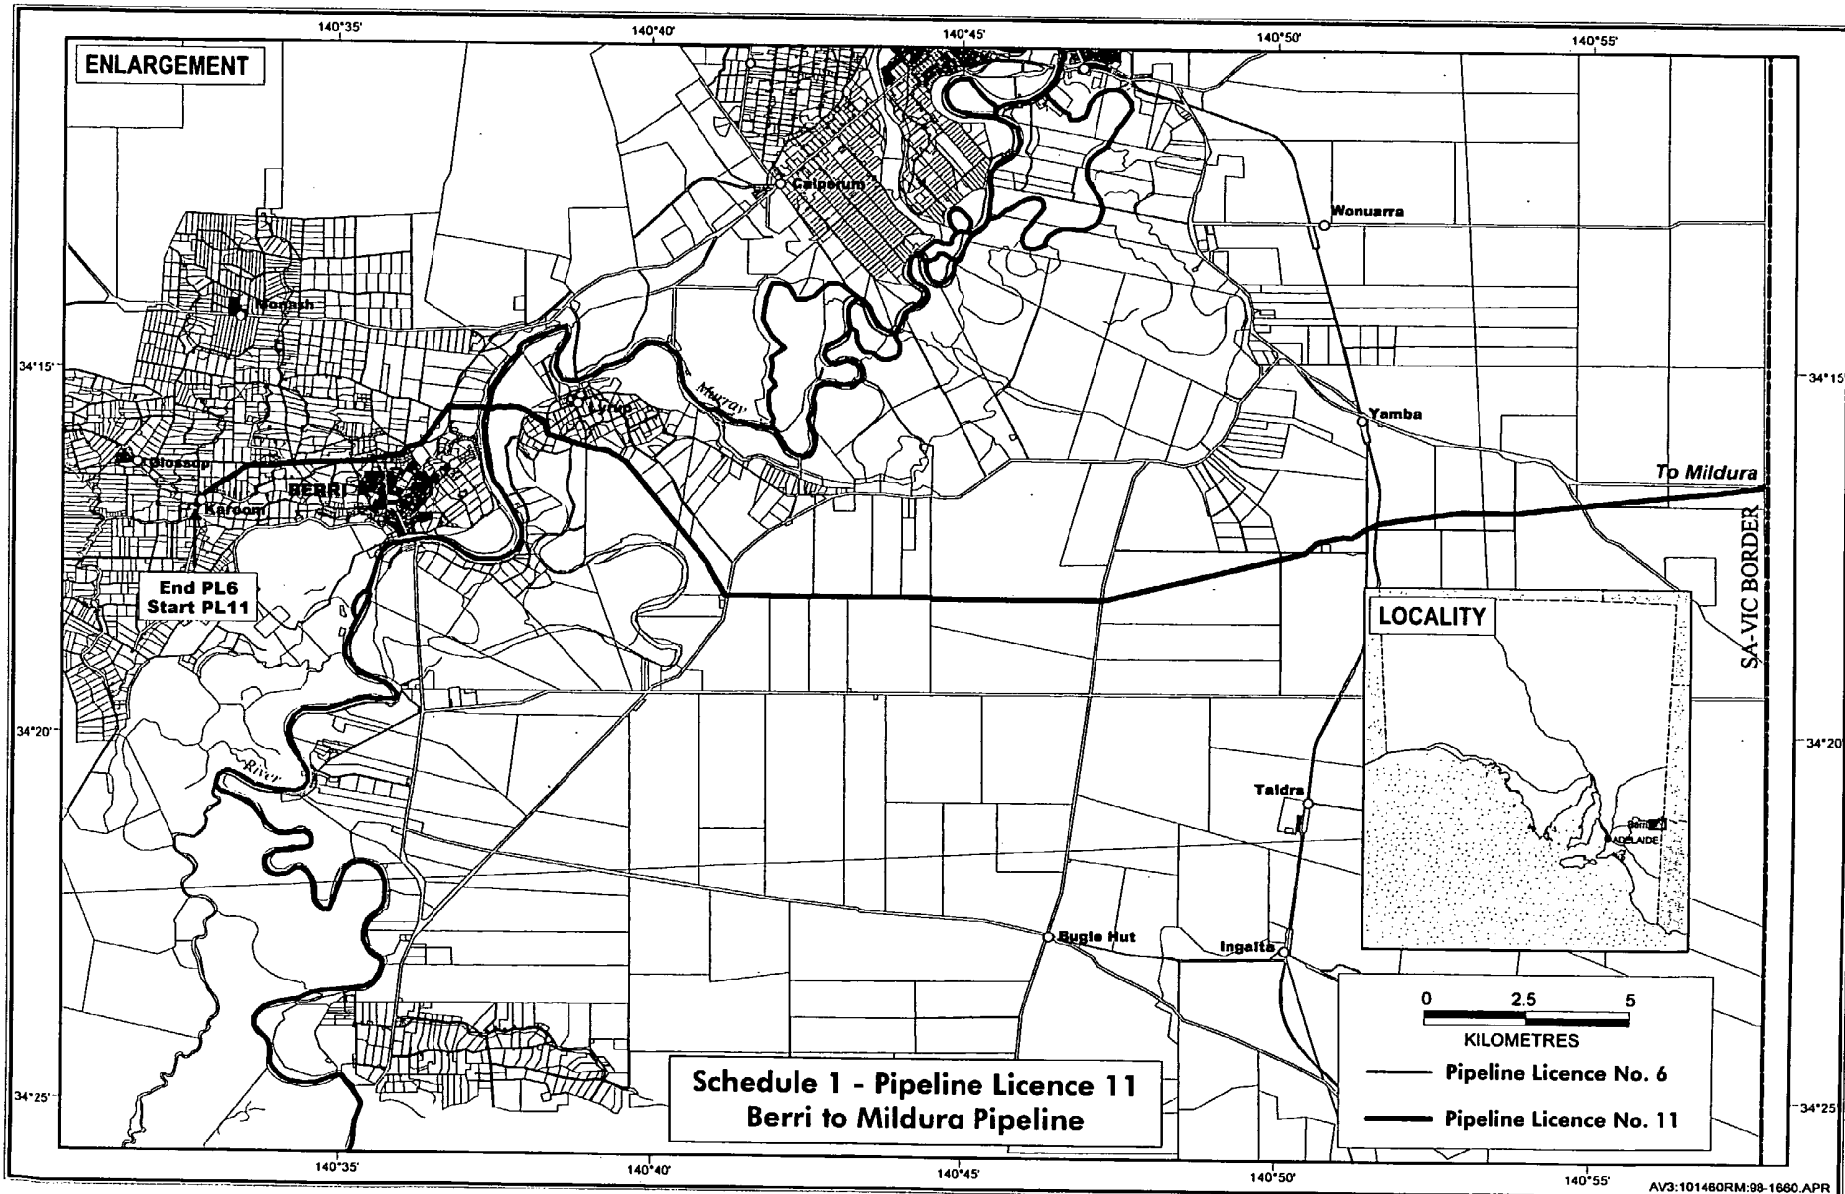 140°35'
140°40'
140°45'
140°50'
140°55'
ENLARGEMENT
Calperum
Wonuarra
Monash
34°15'
34°15'
Murray
Lyrup
Yamba
Glossop
To Mildura
BERRI
Karoom
SA-VIC BORDER
End PL6
Start PL11
LOCALITY
34°20'
34°20'
River
Taldra
Berri
ADELAIDE
Bugle Hut
Ingalta
0 2.5 5
KILOMETRES
Pipeline Licence No. 6
Pipeline Licence No. 11
Schedule 1 - Pipeline Licence 11
Berri to Mildura Pipeline
34°25'
34°25'
140°35'
140°40'
140°45'
140°50'
140°55'
AV3:101460RM:98-1660.APR